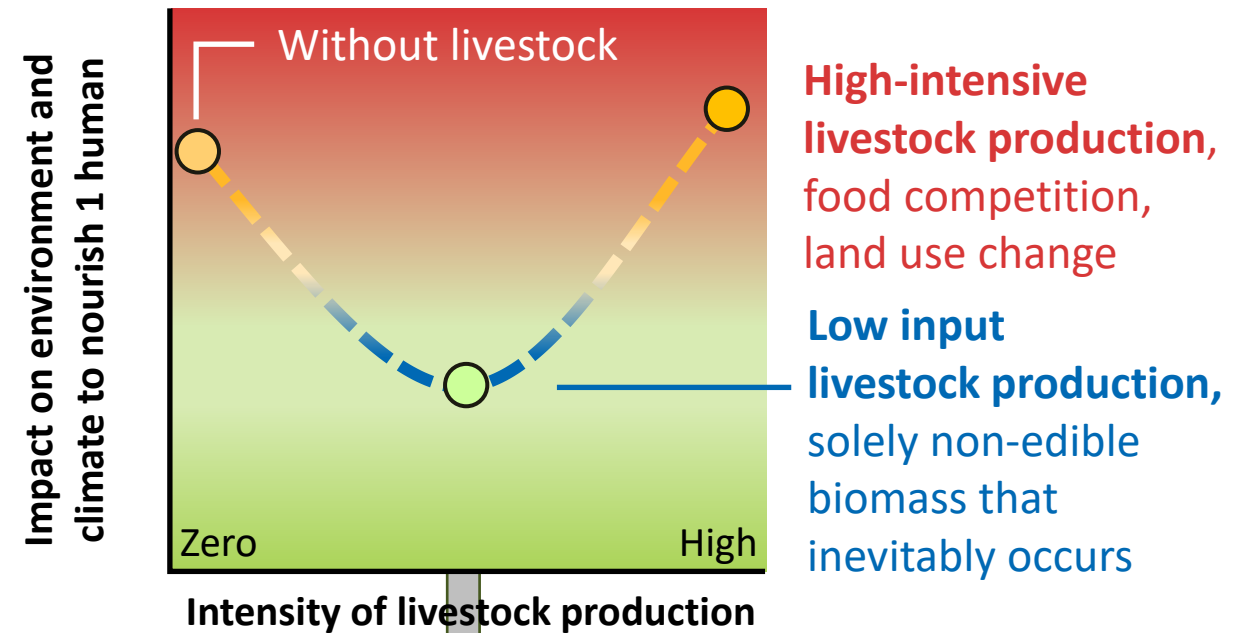 Impact on environment and
climate to nourish 1 human
Without livestock
Zero
High
Intensity of livestock production
High-intensive
livestock production,
food competition,
land use change
Low input
livestock production,
solely non-edible
biomass that
inevitably occurs